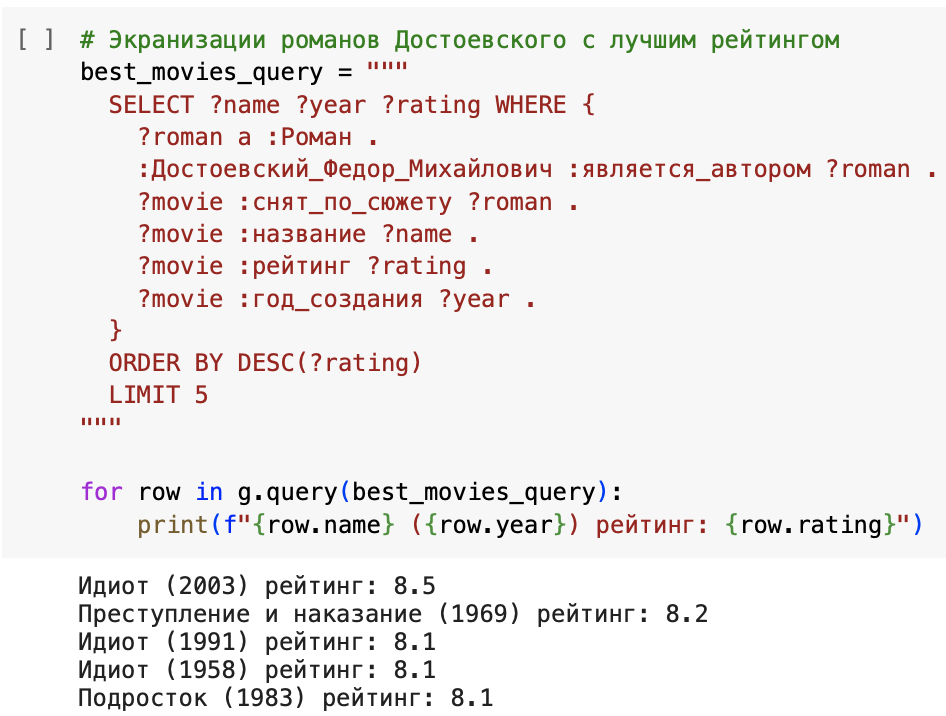 [ ] # Экранизации романов Достоевского с лучшим рейтингом
best_movies_query = """
  SELECT ?name ?year ?rating WHERE {
    ?roman a :Роман .
    :Достоевский_Федор_Михайлович :является_автором ?roman .
    ?movie :снят_по_сюжету ?roman .
    ?movie :название ?name .
    ?movie :рейтинг ?rating .
    ?movie :год_создания ?year .
  }
  ORDER BY DESC(?rating)
  LIMIT 5
"""
for row in g.query(best_movies_query):
    print(f"{row.name} ({row.year}) рейтинг: {row.rating}")
Идиот (2003) рейтинг: 8.5
Преступление и наказание (1969) рейтинг: 8.2
Идиот (1991) рейтинг: 8.1
Идиот (1958) рейтинг: 8.1
Подросток (1983) рейтинг: 8.1